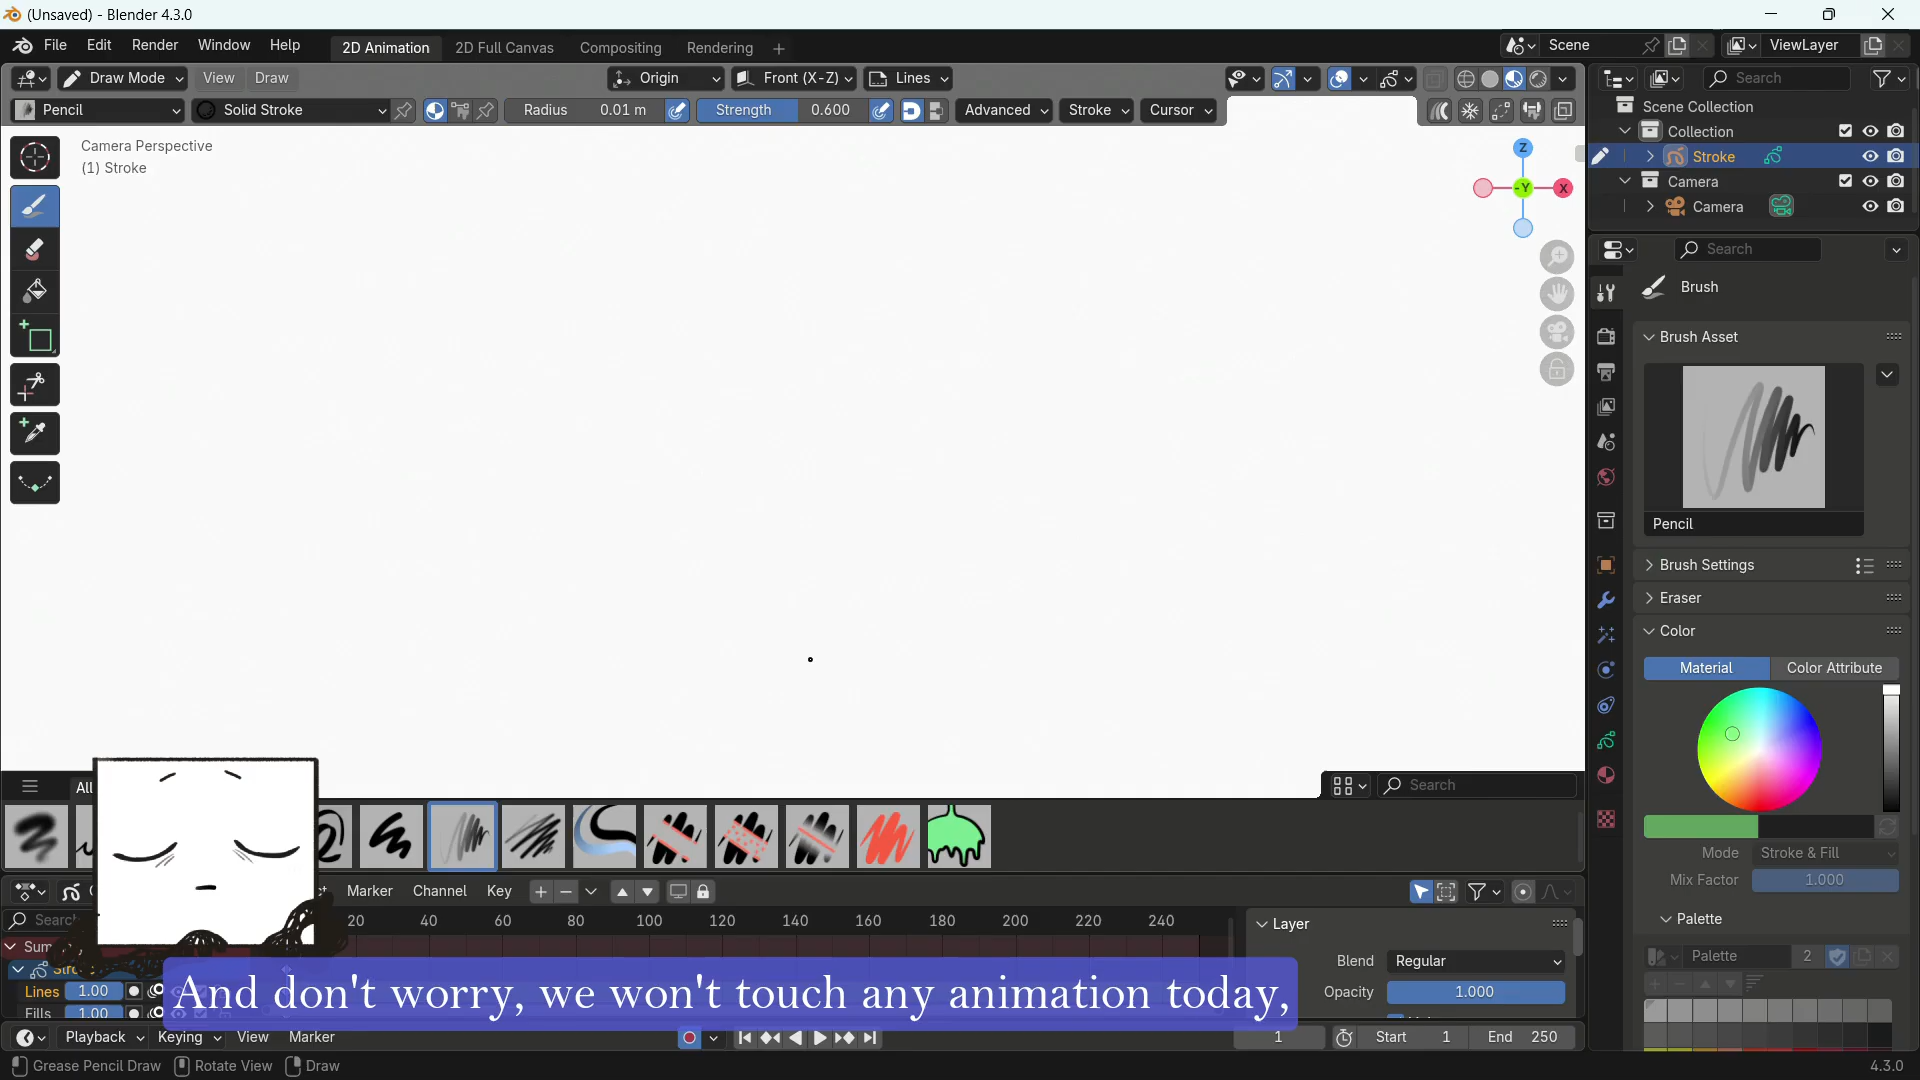 (Unsaved) - Blender 4.3.0
File Edit Render Window Help 2D Animation 2D Full Canvas Compositing Rendering + Scene ViewLayer
Draw Mode View Draw Origin Front (X-Z) Lines Search
Pencil Solid Stroke Radius 0.01 m Strength 0.600 Advanced Stroke Cursor
Scene Collection
Collection
Stroke
Camera
Camera
Camera Perspective
(1) Stroke
Z
-Y X
Search
Brush
Brush Asset
Pencil
Brush Settings
Eraser
Color
Material Color Attribute
Mode Stroke & Fill
Mix Factor 1.000
Palette
Palette 2
All Search
Marker Channel Key
Search 20 40 60 80 100 120 140 160 180 200 220 240
Layer
Blend Regular
Opacity 1.000
Lines 1.00
Fills 1.00
And don't worry, we won't touch any animation today,
Playback Keying View Marker 1 Start 1 End 250
Grease Pencil Draw Rotate View Draw 4.3.0